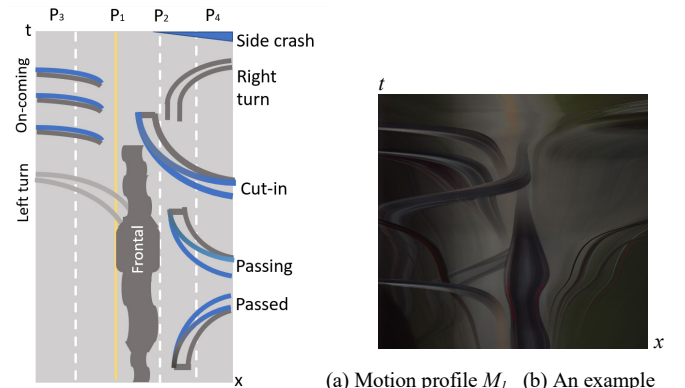 P₃ P₁ P₂ P₄
t
Side crash
On-coming
Right
turn
Left turn
Cut-in
Frontal
Passing
Passed
x
t
x
(a) Motion profile Mₗ (b) An example